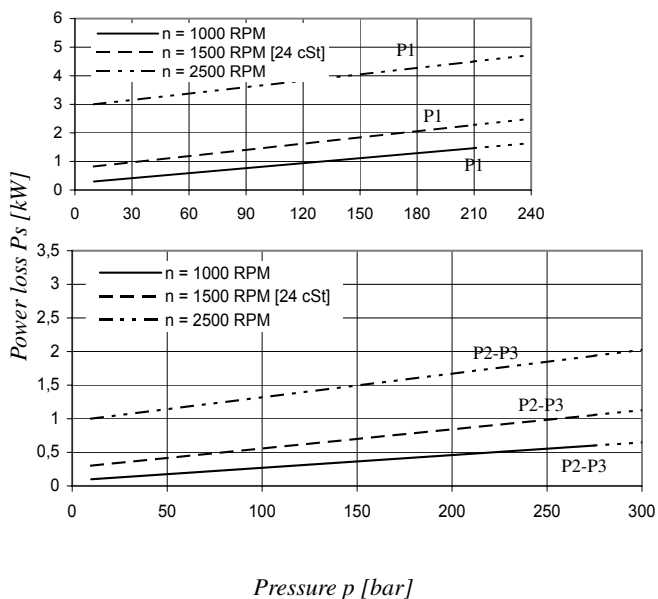 6
5
4
3
2
1
0
n = 1000 RPM
n = 1500 RPM [24 cSt]
n = 2500 RPM
P1
P1
P1
0 30 60 90 120 150 180 210 240
Power loss Ps [kW]
3,5
3
2,5
2
1,5
1
0,5
0
n = 1000 RPM
n = 1500 RPM [24 cSt]
n = 2500 RPM
P2-P3
P2-P3
P2-P3
0 50 100 150 200 250 300
Pressure p [bar]